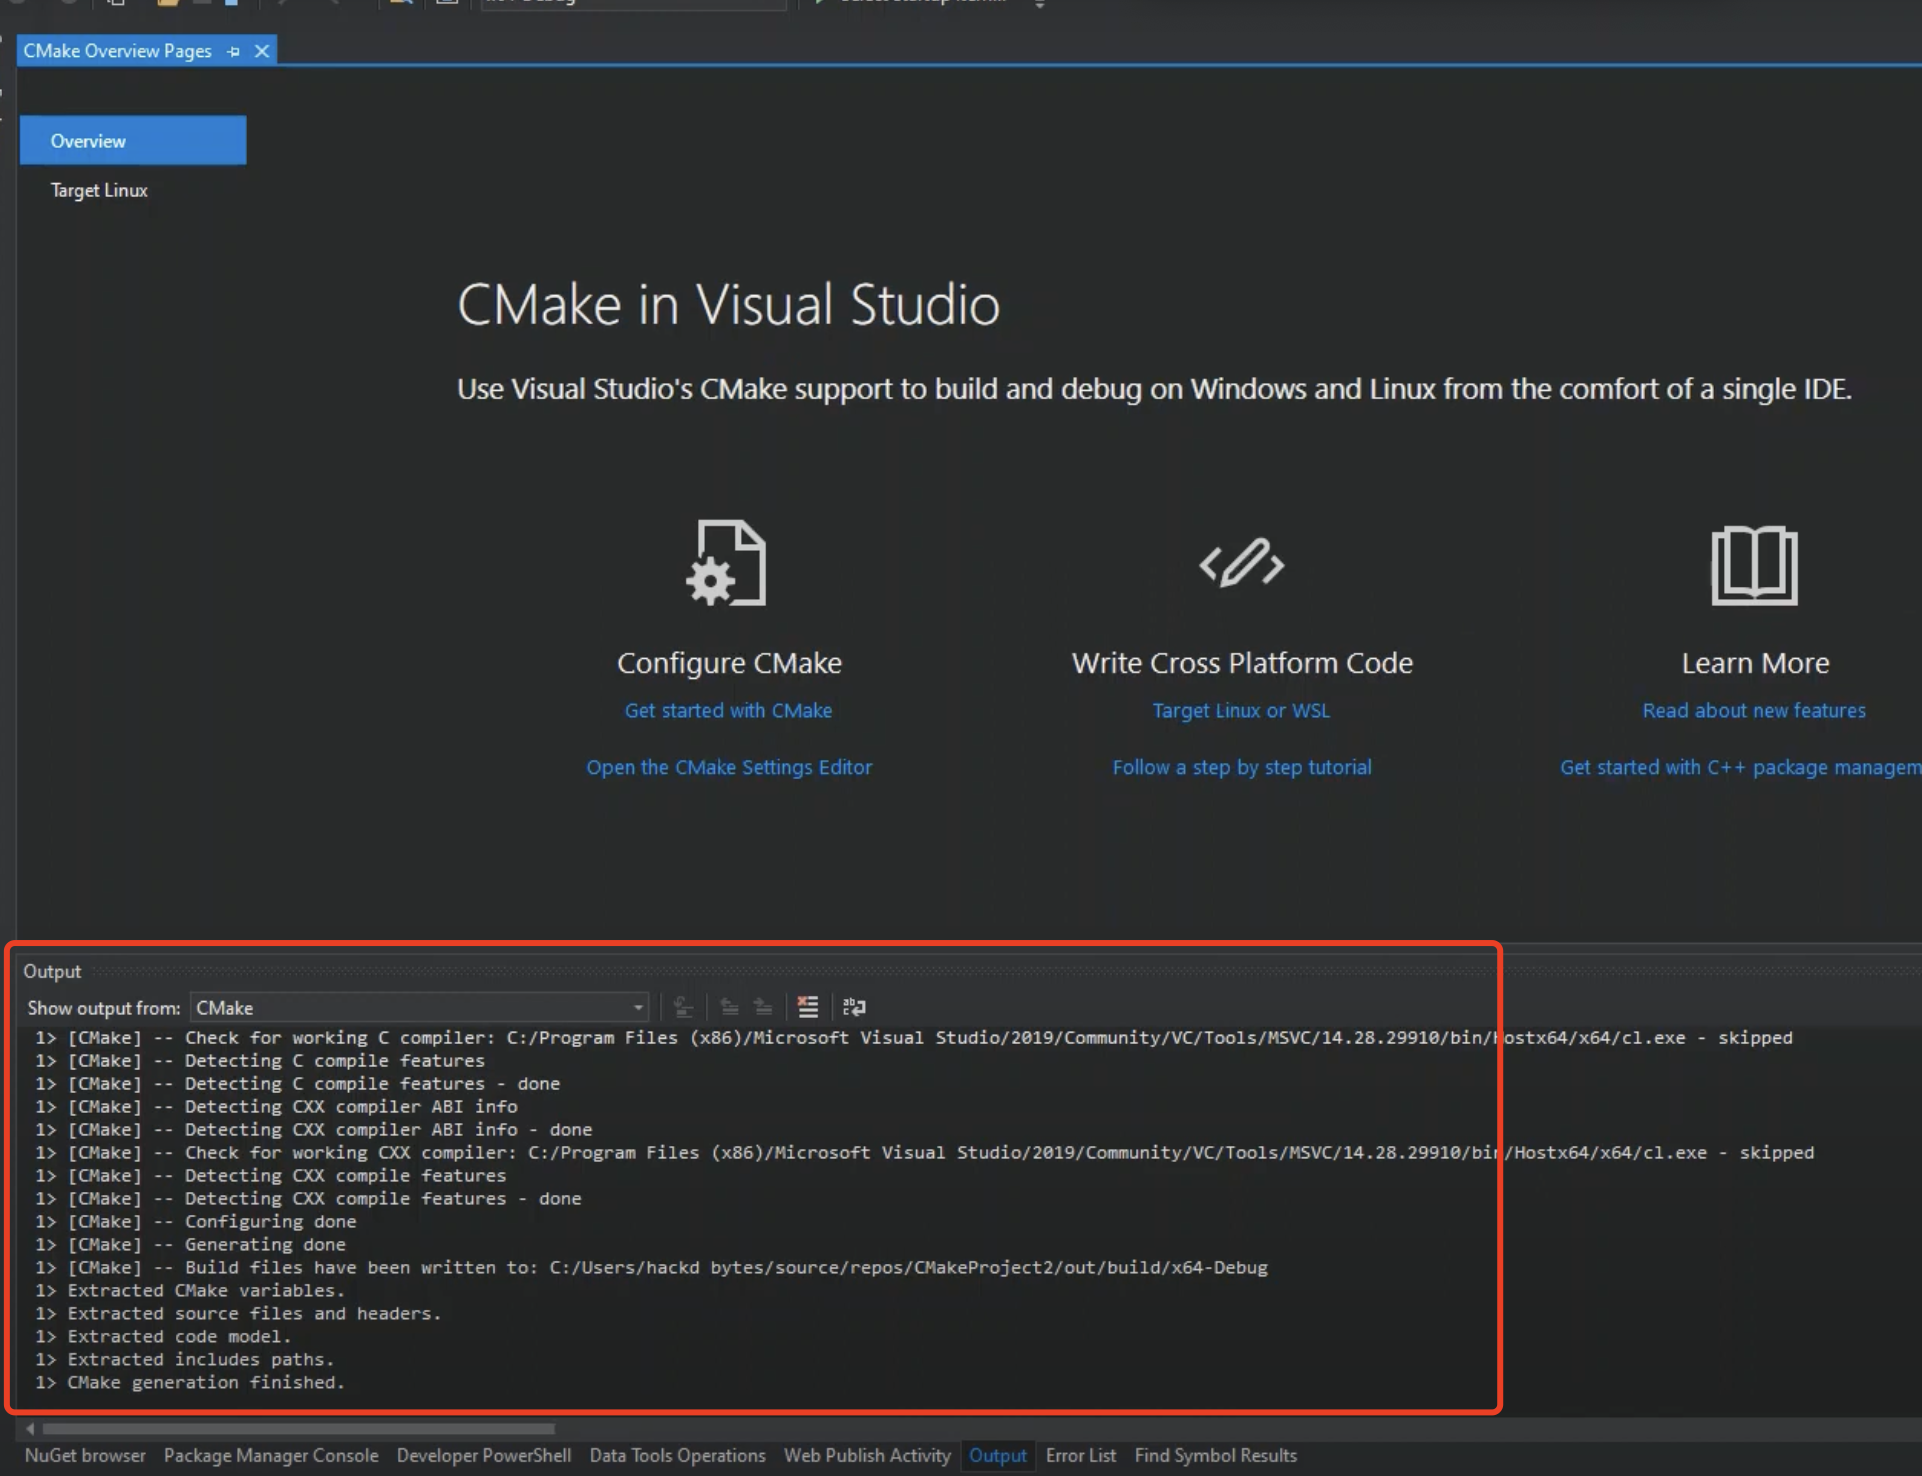 CMake Overview Pages
Overview
Target Linux
CMake in Visual Studio
Use Visual Studio's CMake support to build and debug on Windows and Linux from the comfort of a single IDE.
Configure CMake
Get started with CMake
Open the CMake Settings Editor
Write Cross Platform Code
Target Linux or WSL
Follow a step by step tutorial
Learn More
Read about new features
Get started with C++ package managem
Output
Show output from: CMake
1> [CMake] -- Check for working C compiler: C:/Program Files (x86)/Microsoft Visual Studio/2019/Community/VC/Tools/MSVC/14.28.29910/bin/Hostx64/x64/cl.exe - skipped
1> [CMake] -- Detecting C compile features
1> [CMake] -- Detecting C compile features - done
1> [CMake] -- Detecting CXX compiler ABI info
1> [CMake] -- Detecting CXX compiler ABI info - done
1> [CMake] -- Check for working CXX compiler: C:/Program Files (x86)/Microsoft Visual Studio/2019/Community/VC/Tools/MSVC/14.28.29910/bin/Hostx64/x64/cl.exe - skipped
1> [CMake] -- Detecting CXX compile features
1> [CMake] -- Detecting CXX compile features - done
1> [CMake] -- Configuring done
1> [CMake] -- Generating done
1> [CMake] -- Build files have been written to: C:/Users/hackd bytes/source/repos/CMakeProject2/out/build/x64-Debug
1> Extracted CMake variables.
1> Extracted source files and headers.
1> Extracted code model.
1> Extracted includes paths.
1> CMake generation finished.
NuGet browser Package Manager Console Developer PowerShell Data Tools Operations Web Publish Activity Output Error List Find Symbol Results